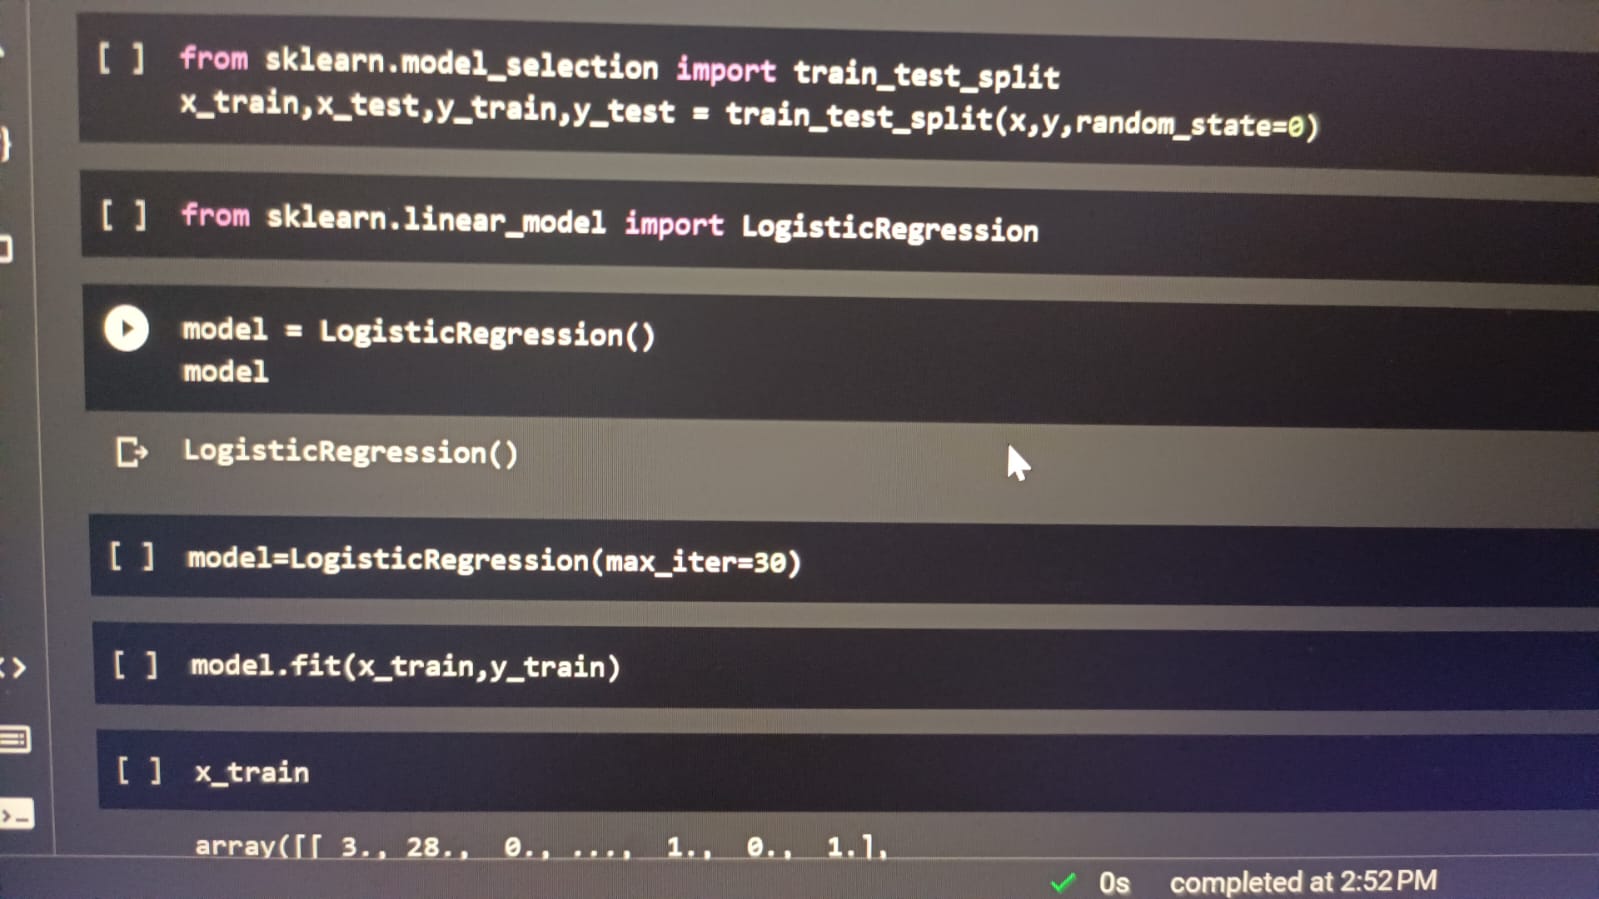 [ ] from sklearn.model_selection import train_test_split
x_train,x_test,y_train,y_test = train_test_split(x,y,random_state=0)
[ ] from sklearn.linear_model import LogisticRegression
model = LogisticRegression()
model
LogisticRegression()
[ ] model=LogisticRegression(max_iter=30)
[ ] model.fit(x_train,y_train)
[ ] x_train
array([[ 3., 28., 0., ..., 1., 0., 1.],
0s completed at 2:52 PM